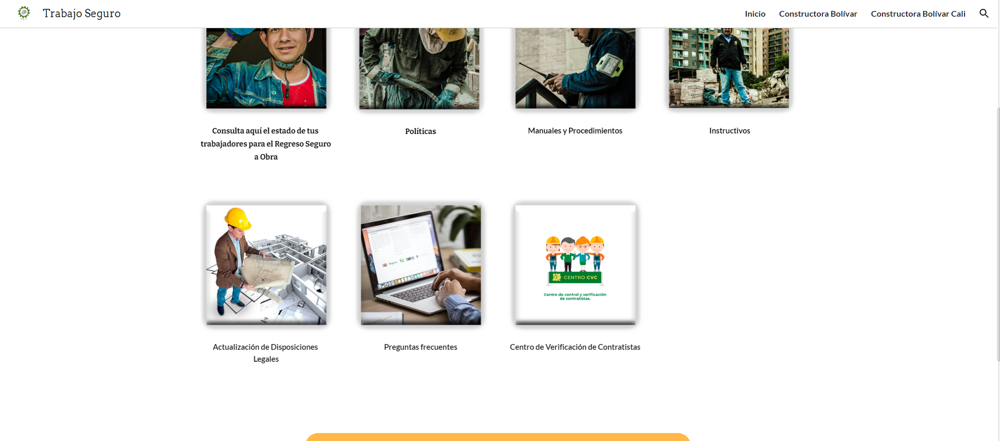 Trabajo Seguro
Inicio
Constructora Bolívar
Constructora Bolívar Cali
Consulta aquí el estado de tus
trabajadores para el Regreso Seguro
a Obra
Políticas
Manuales y Procedimientos
Instructivos
CENTRO CVC
Centro de control y verificación
de contratistas.
Actualización de Disposiciones
Legales
Preguntas frecuentes
Centro de Verificación de Contratistas